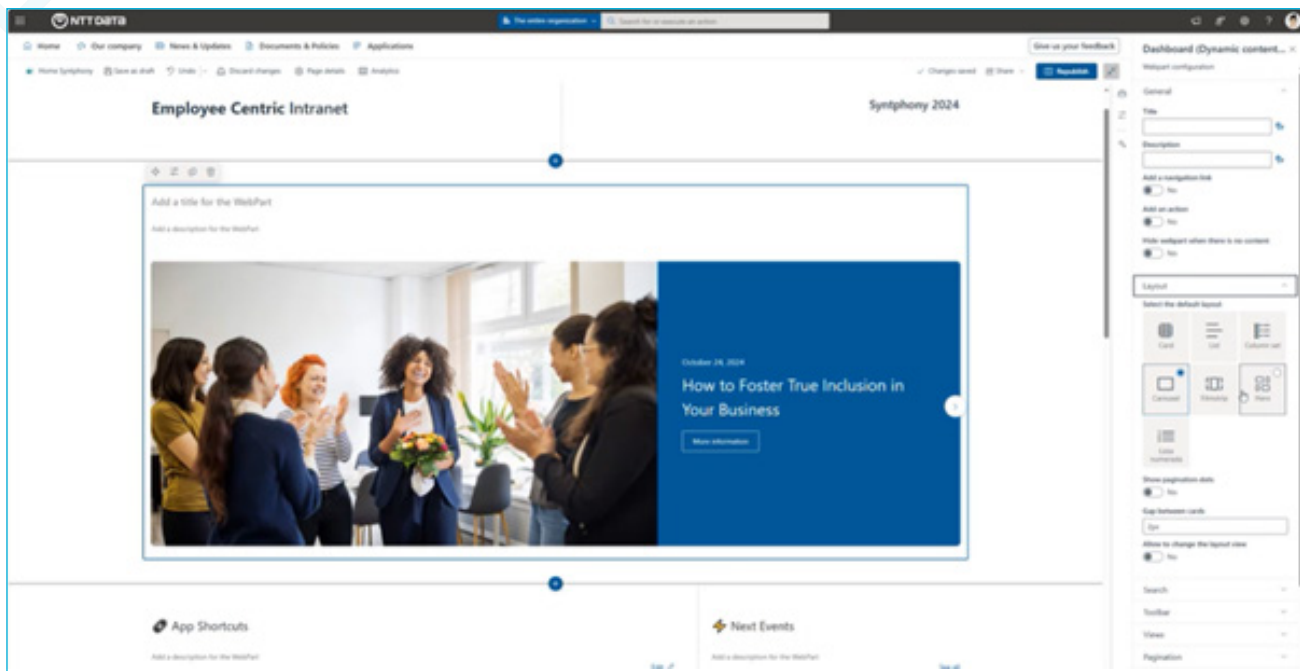 NTT DATA
The entire organization
Search for or execute an action
Home Our company News & Updates Documents & Policies Applications
Give us your feedback
Home Syntphony Save as draft Undo Discard changes Page details Analytics
Changes saved Share Republish
Employee Centric Intranet
Syntphony 2024
Add a title for the WebPart
Add a description for the WebPart
October 24, 2024
How to Foster True Inclusion in
Your Business
More information
App Shortcuts
Add a description for the WebPart
Edit
Next Events
Add a description for the WebPart
See all
Dashboard (Dynamic content...
Webpart configuration
General
Title
Description
Add a navigation link
No
Add an action
No
Hide webpart when there is no content
No
Layout
Select the default layout
Card List Column set
Carousel Filmstrip Hero
Lista
numerada
Show pagination dots
No
Gap between cards
0px
Allow to change the layout view
No
Search
Toolbar
Views
Pagination